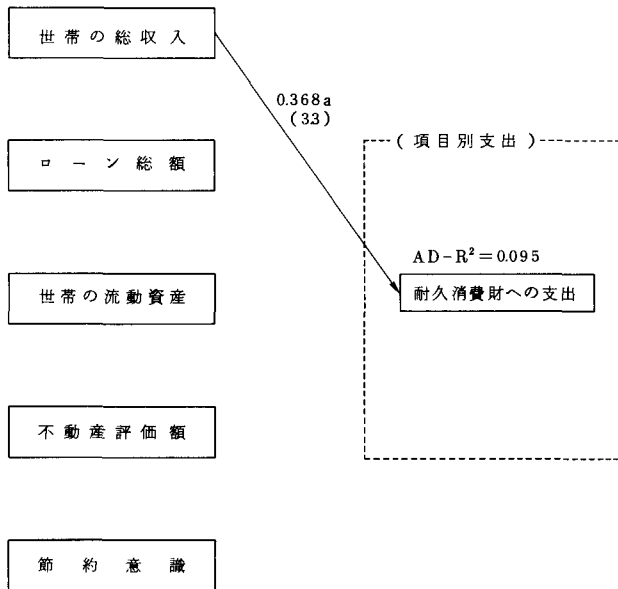 世帯の総収入
0.368a
(33)
(項目別支出)
ローン総額
AD-R²=0.095
世帯の流動資産
耐久消費財への支出
不動産評価額
節約意識